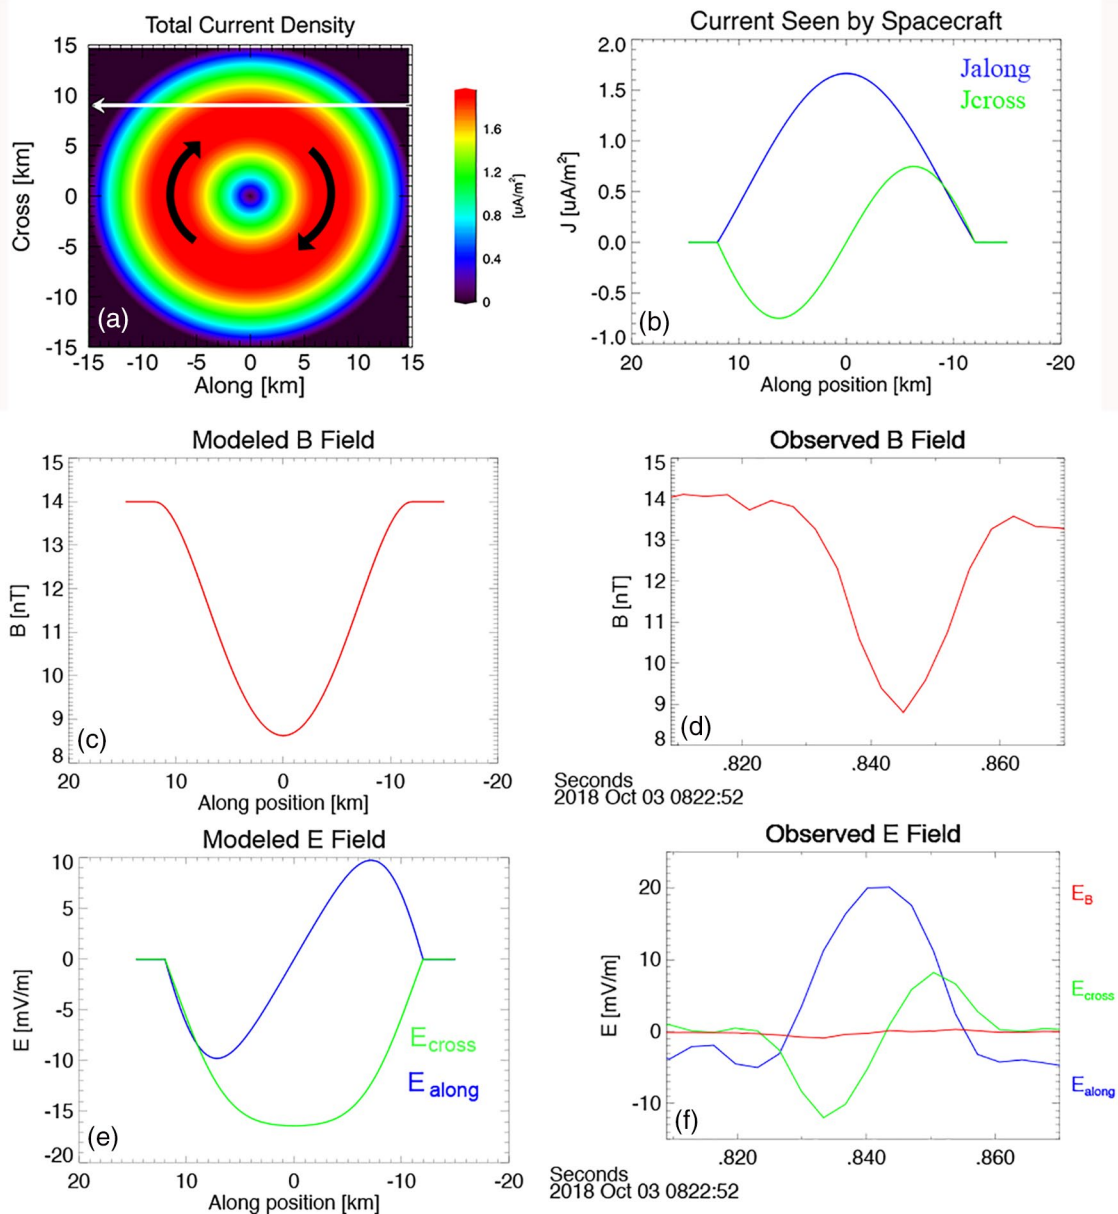 Total Current Density
15
10
5
0
-5
-10
-15
Cross [km]
-15 -10 -5 0 5 10 15
Along [km]
(a)
1.6
1.2
0.8
0.4
0
[uA/m²]
Current Seen by Spacecraft
2.0
1.5
1.0
0.5
0.0
-0.5
-1.0
J [uA/m²]
Jalong
Jcross
(b)
20 10 0 -10 -20
Along position [km]
Modeled B Field
15
14
13
12
11
10
9
8
B [nT]
(c)
20 10 0 -10 -20
Along position [km]
Observed B Field
15
14
13
12
11
10
9
8
B [nT]
(d)
.820 .840 .860
Seconds
2018 Oct 03 0822:52
Modeled E Field
10
5
0
-5
-10
-15
-20
E [mV/m]
E cross
E along
(e)
20 10 0 -10 -20
Along position [km]
Observed E Field
20
10
0
-10
E [mV/m]
E B
E cross
E along
(f)
.820 .840 .860
Seconds
2018 Oct 03 0822:52